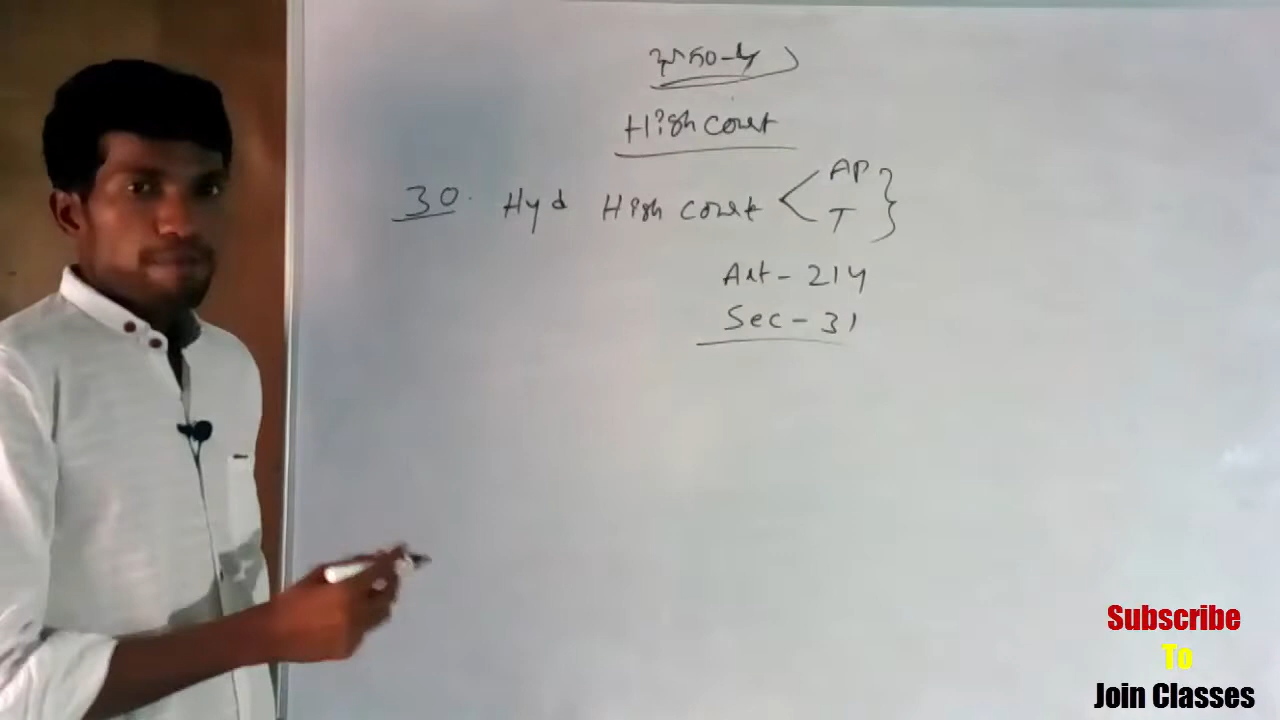 High court
30. Hyd High court < AP }
T
Art - 214
Sec - 31
Subscribe
To
Join Classes